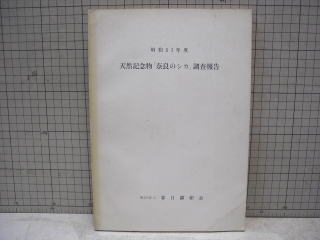 昭和51年度
天然記念物「奈良のシカ」調査報告
春日顕彰会